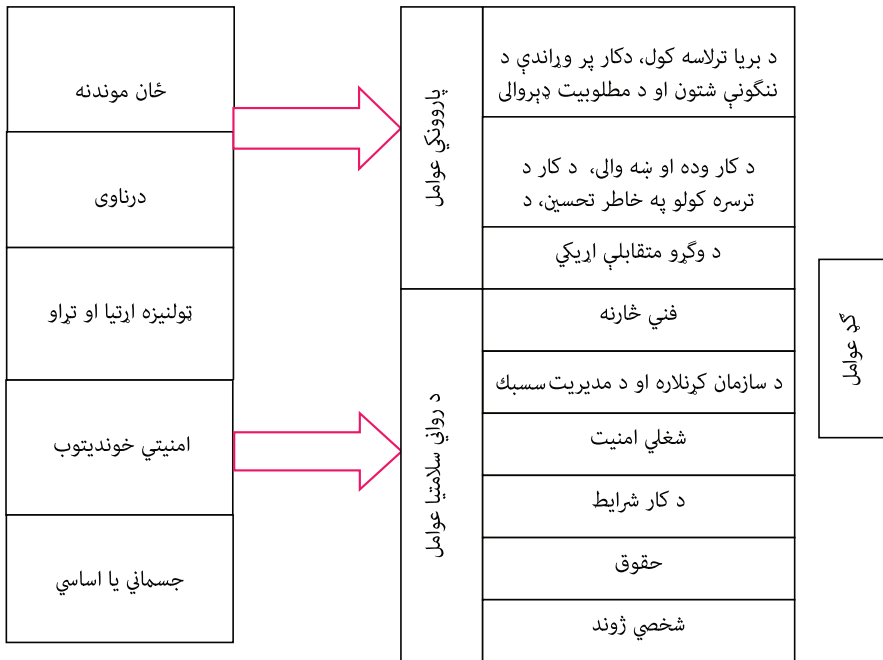 ځان موندنه
درناوی
ټولنیزه اړتیا او تړاو
امنیتي خوندیتوب
جسماني یا اساسي
پاروونکي عوامل
د بریا ترلاسه کول، دکار پر وړاندې د
ننګونې شتون او د مطلوبیت ډېروالی
د کار وده او ښه والی، د کار د
ترسره کولو په خاطر تحسین، د
د وګړو متقابلې اړیکي
د رواني سلامتیا عوامل
فني څارنه
د سازمان کړنلاره او د مدیریت سسبك
شغلي امنیت
د کار شرایط
حقوق
شخصي ژوند
ګډ عوامل